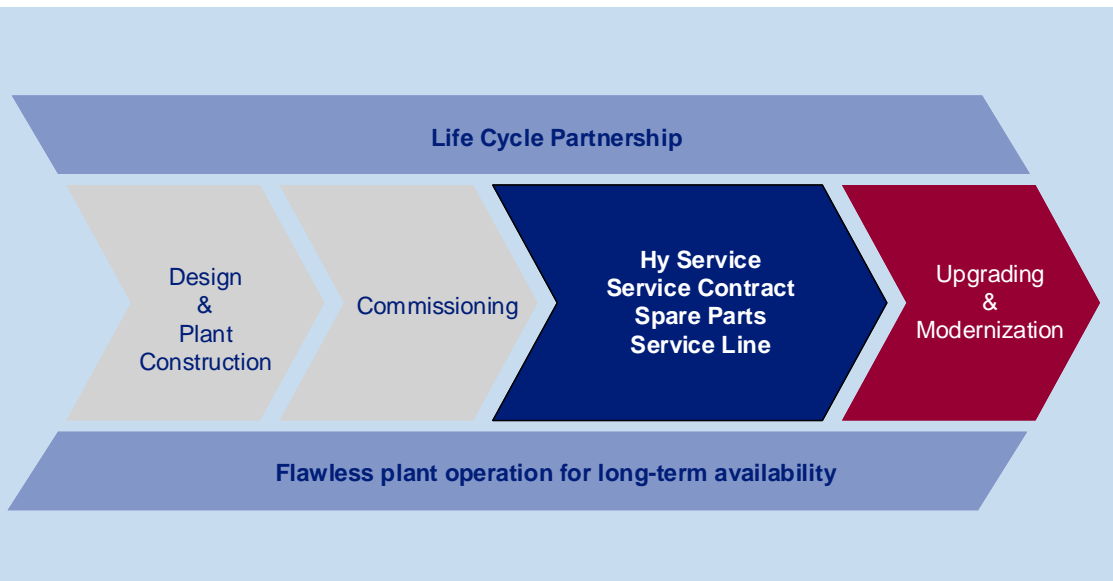 Life Cycle Partnership
Design
&
Plant
Construction
Commissioning
Hy Service
Service Contract
Spare Parts
Service Line
Upgrading
&
Modernization
Flawless plant operation for long-term availability